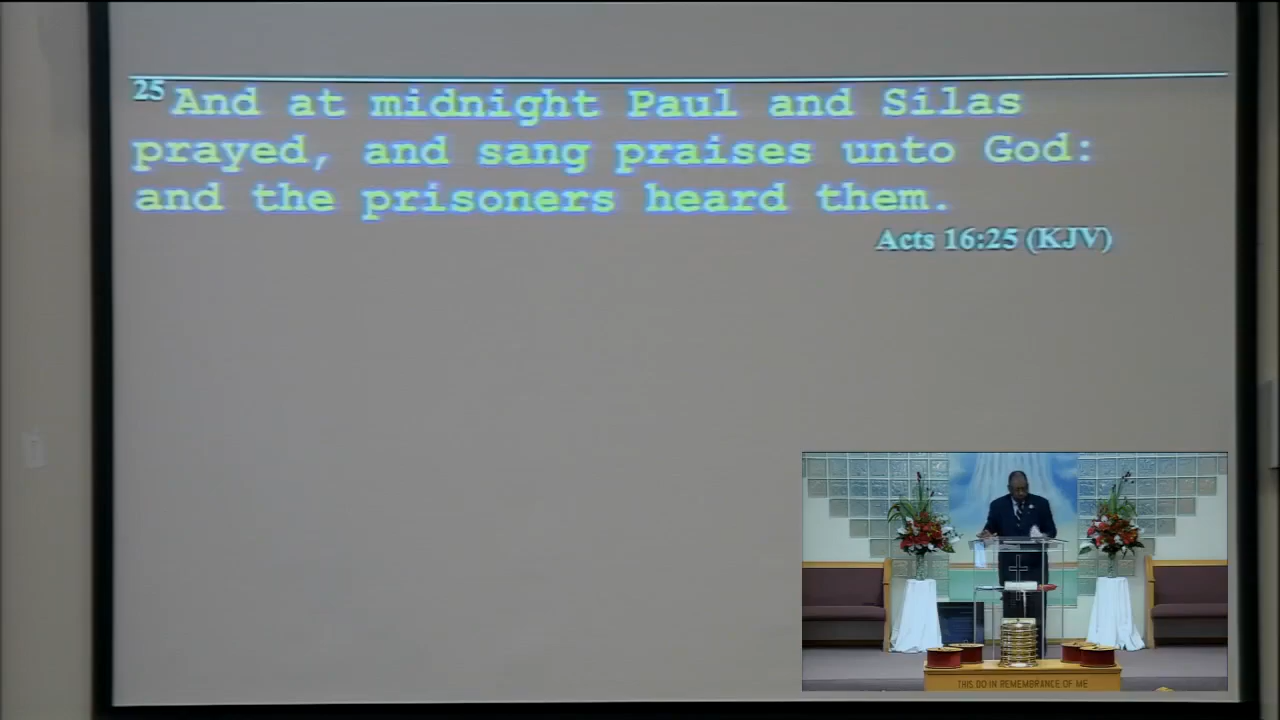 25 And at midnight Paul and Silas
prayed, and sang praises unto God:
and the prisoners heard them.
Acts 16:25 (KJV)
THIS DO IN REMEMBRANCE OF ME